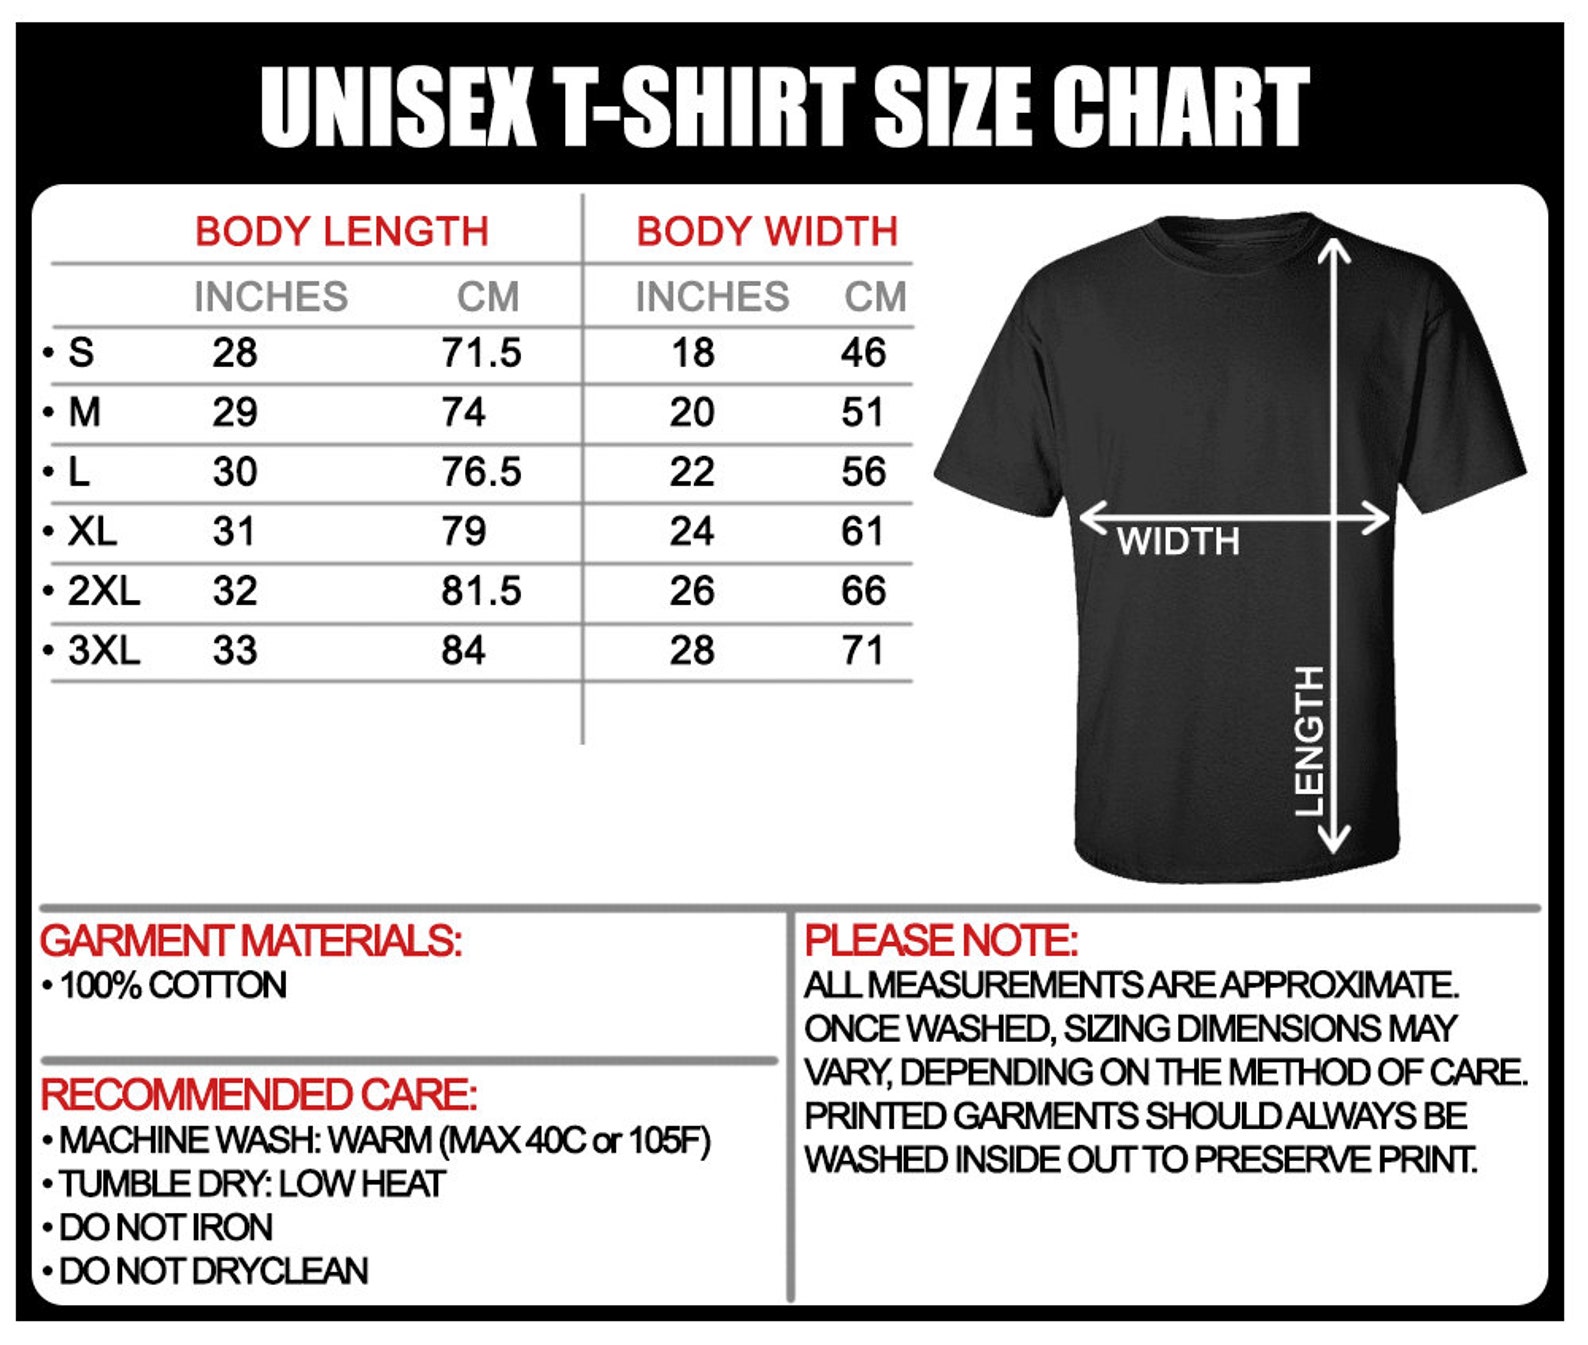 UNISEX T-SHIRT SIZE CHART
BODY LENGTH BODY WIDTH
INCHES CM INCHES CM
• S 28 71.5 18 46
• M 29 74 20 51
• L 30 76.5 22 56
• XL 31 79 24 61
• 2XL 32 81.5 26 66
• 3XL 33 84 28 71
WIDTH
LENGTH
GARMENT MATERIALS:
• 100% COTTON
RECOMMENDED CARE:
• MACHINE WASH: WARM (MAX 40C or 105F)
• TUMBLE DRY: LOW HEAT
• DO NOT IRON
• DO NOT DRYCLEAN
PLEASE NOTE:
ALL MEASUREMENTS ARE APPROXIMATE.
ONCE WASHED, SIZING DIMENSIONS MAY
VARY, DEPENDING ON THE METHOD OF CARE.
PRINTED GARMENTS SHOULD ALWAYS BE
WASHED INSIDE OUT TO PRESERVE PRINT.